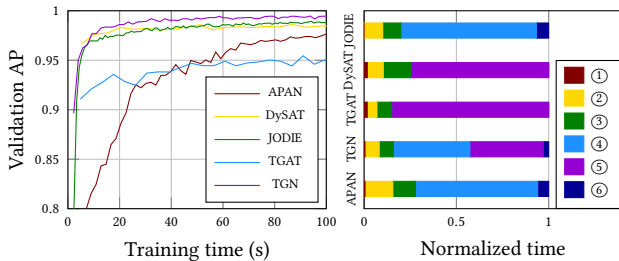 Validation AP
1
0.95
0.9
0.85
0.8
0 20 40 60 80 100
Training time (s)
APAN
DySAT
JODIE
TGAT
TGN
JODIE
DySAT
TGAT
TGN
APAN
0 0.5 1
Normalized time
①
②
③
④
⑤
⑥